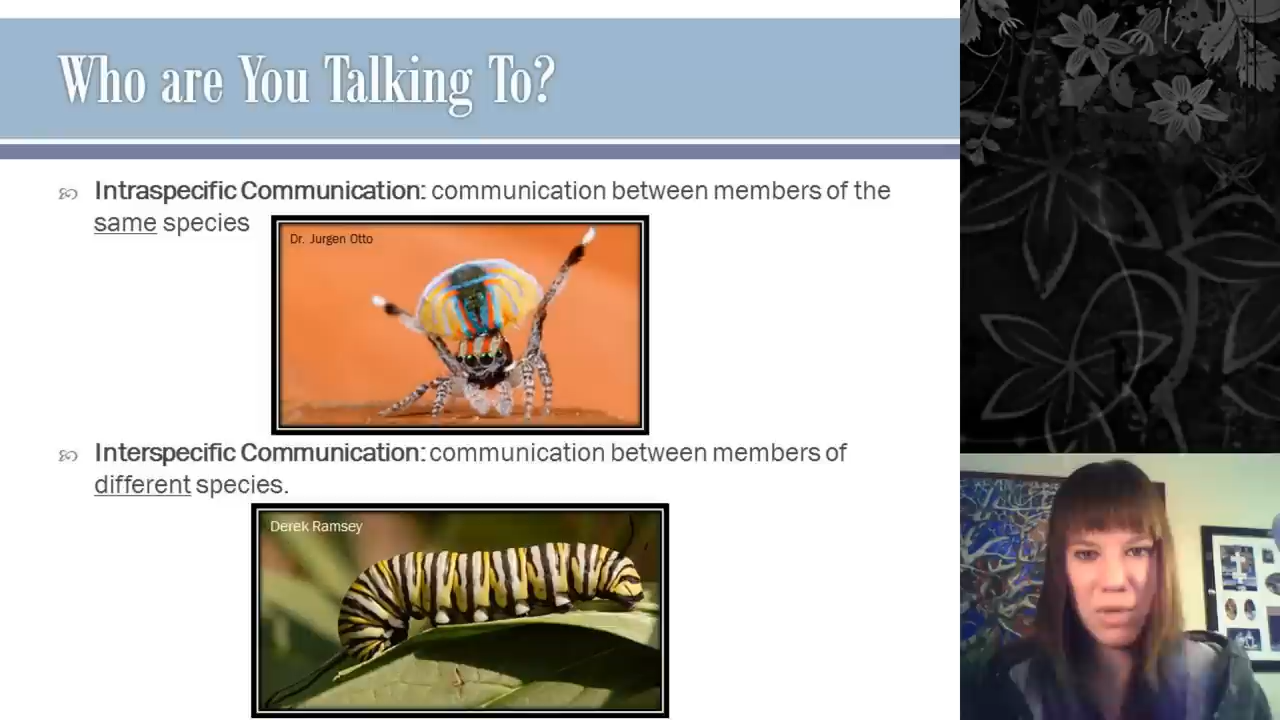 Who are You Talking To?
Intraspecific Communication: communication between members of the
same species
Dr. Jurgen Otto
Interspecific Communication: communication between members of
different species.
Derek Ramsey